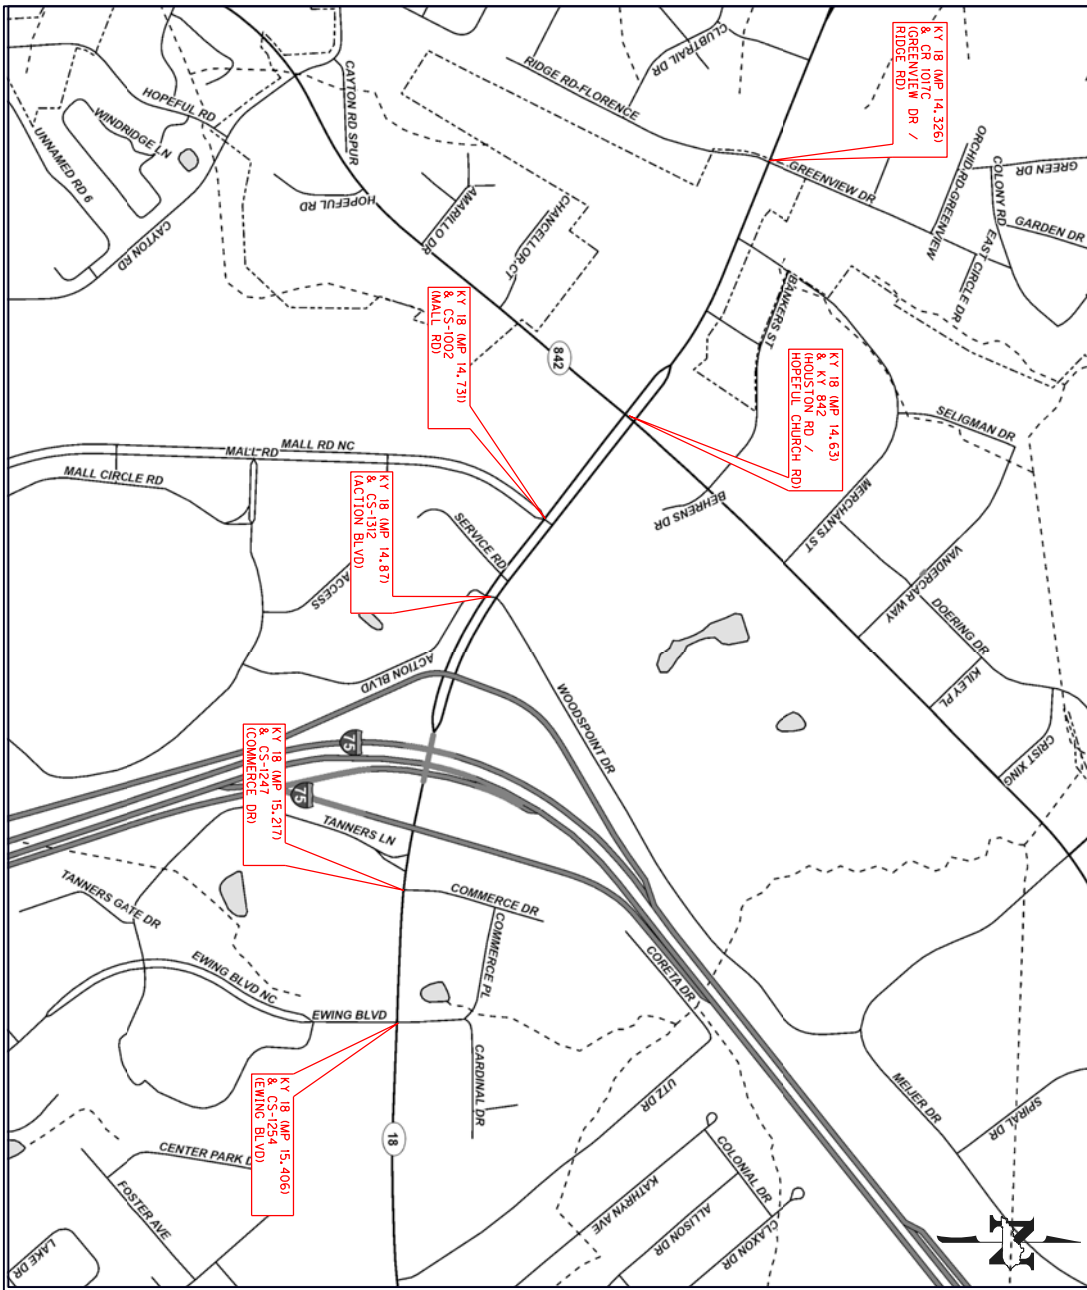 KY 18 (MP 14.326)
& CR 1017C
(GREENVIEW DR /
RIDGE RD)
CLUBTRAIL DR
RIDGE RD-FLORENCE
CAYTON RD SPUR
HOPEFUL RD
WINDRIDGE LN
UNNAMED RD 6
CAYTON RD
HOPEFUL RD
AMARILLO DR
CHANCELLOR CT
GREENVIEW DR
ORCHID RD-GREENVIEW
COLONY RD
GREEN DR
GARDEN DR
EAST CIRCLE DR
BANKERS ST
KY 18 (MP 14.731)
& CS-1002
(MALL RD)
842
KY 18 (MP 14.63)
& KY 842
(HOUSTON RD /
HOPEFUL CHURCH RD)
SELIGMAN DR
MERCHANTS ST
BEHRENS DR
VANDERCAR WAY
DOERING DR
KILEY PL
CRIST XING
MALL RD NC
MALL RD
MALL CIRCLE RD
KY 18 (MP 14.87)
& CS-1312
(ACTION BLVD)
SERVICE RD
ACCESS
ACTION BLVD
WOODSPOINT DR
75
75
KY 18 (MP 15.217)
& CS-1247
(COMMERCE DR)
TANNERS LN
COMMERCE DR
COMMERCE PL
CORETA DR
TANNERS GATE DR
EWING BLVD NC
EWING BLVD
CARDINAL DR
UTZ DR
MEIJER DR
SPIRAL DR
KY 18 (MP 15.406)
& CS-1254
(EWING BLVD)
18
CENTER PARK D
FOSTER AVE
LAKE DR
KATHRYN AVE
COLONIAL DR
ALLISON DR
CLAXON DR
N